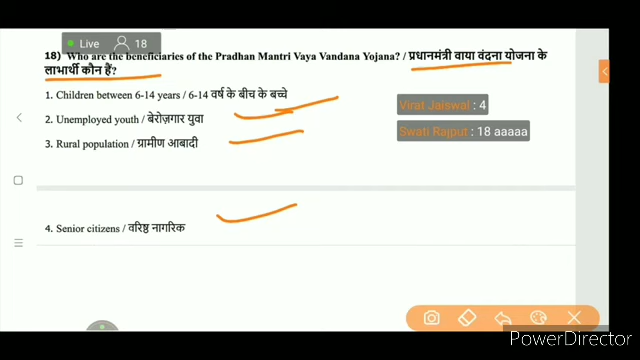 Live 18
18) Who are the beneficiaries of the Pradhan Mantri Vaya Vandana Yojana? / प्रधानमंत्री वाया वंदना योजना के
लाभार्थी कौन हैं?
1. Children between 6-14 years / 6-14 वर्ष के बीच के बच्चे
Virat Jaiswal : 4
2. Unemployed youth / बेरोज़गार युवा
Swati Rajput : 18 aaaaa
3. Rural population / ग्रामीण आबादी
4. Senior citizens / वरिष्ठ नागरिक
PowerDirector